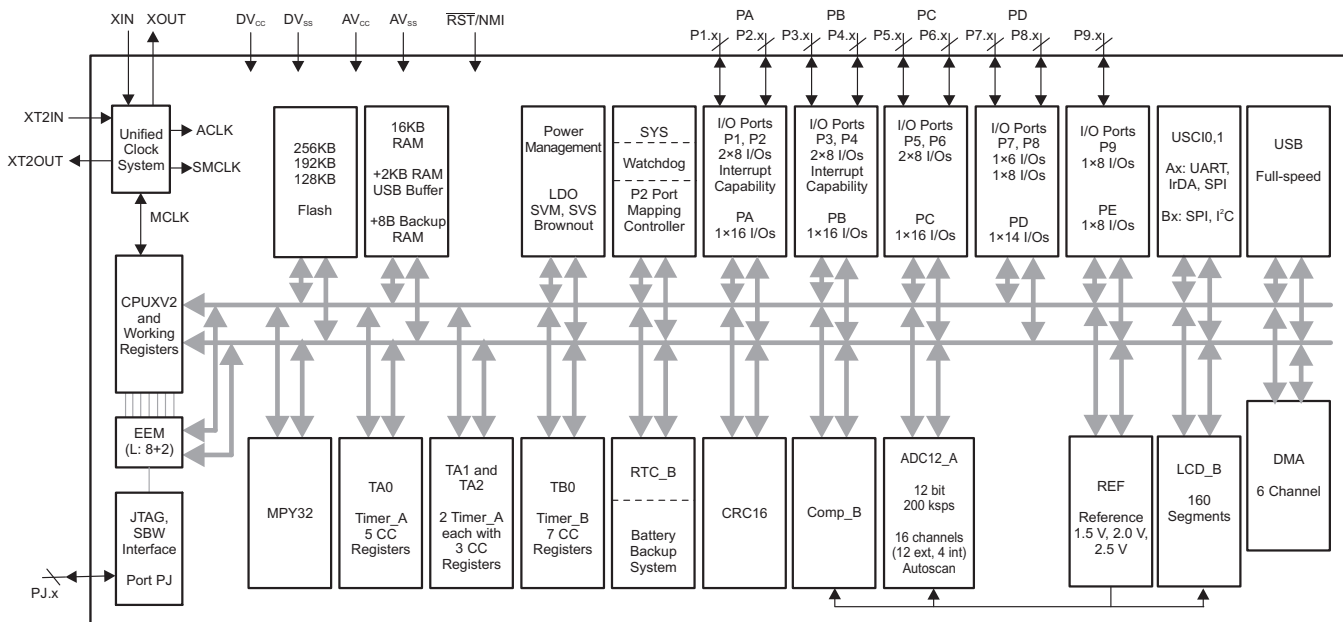 XIN XOUT DVCC DVSS AVCC AVSS RST/NMI
PA PB PC PD
P1.x P2.x P3.x P4.x P5.x P6.x P7.x P8.x P9.x
XT2IN
XT2OUT
Unified
Clock
System
ACLK
SMCLK
MCLK
256KB
192KB
128KB
Flash
16KB
RAM
+2KB RAM
USB Buffer
+8B Backup
RAM
Power
Management
LDO
SVM, SVS
Brownout
SYS
Watchdog
P2 Port
Mapping
Controller
I/O Ports
P1, P2
2×8 I/Os
Interrupt
Capability
PA
1×16 I/Os
I/O Ports
P3, P4
2×8 I/Os
Interrupt
Capability
PB
1×16 I/Os
I/O Ports
P5, P6
2×8 I/Os
PC
1×16 I/Os
I/O Ports
P7, P8
1×6 I/Os
1×8 I/Os
PD
1×14 I/Os
I/O Ports
P9
1×8 I/Os
PE
1×8 I/Os
USCI0,1
Ax: UART,
IrDA, SPI
Bx: SPI, I²C
USB
Full-speed
CPUXV2
and
Working
Registers
EEM
(L: 8+2)
JTAG,
SBW
Interface
Port PJ
PJ.x
MPY32
TA0
Timer_A
5 CC
Registers
TA1 and
TA2
2 Timer_A
each with
3 CC
Registers
TB0
Timer_B
7 CC
Registers
RTC_B
Battery
Backup
System
CRC16
Comp_B
ADC12_A
12 bit
200 ksps
16 channels
(12 ext, 4 int)
Autoscan
REF
Reference
1.5 V, 2.0 V,
2.5 V
LCD_B
160
Segments
DMA
6 Channel